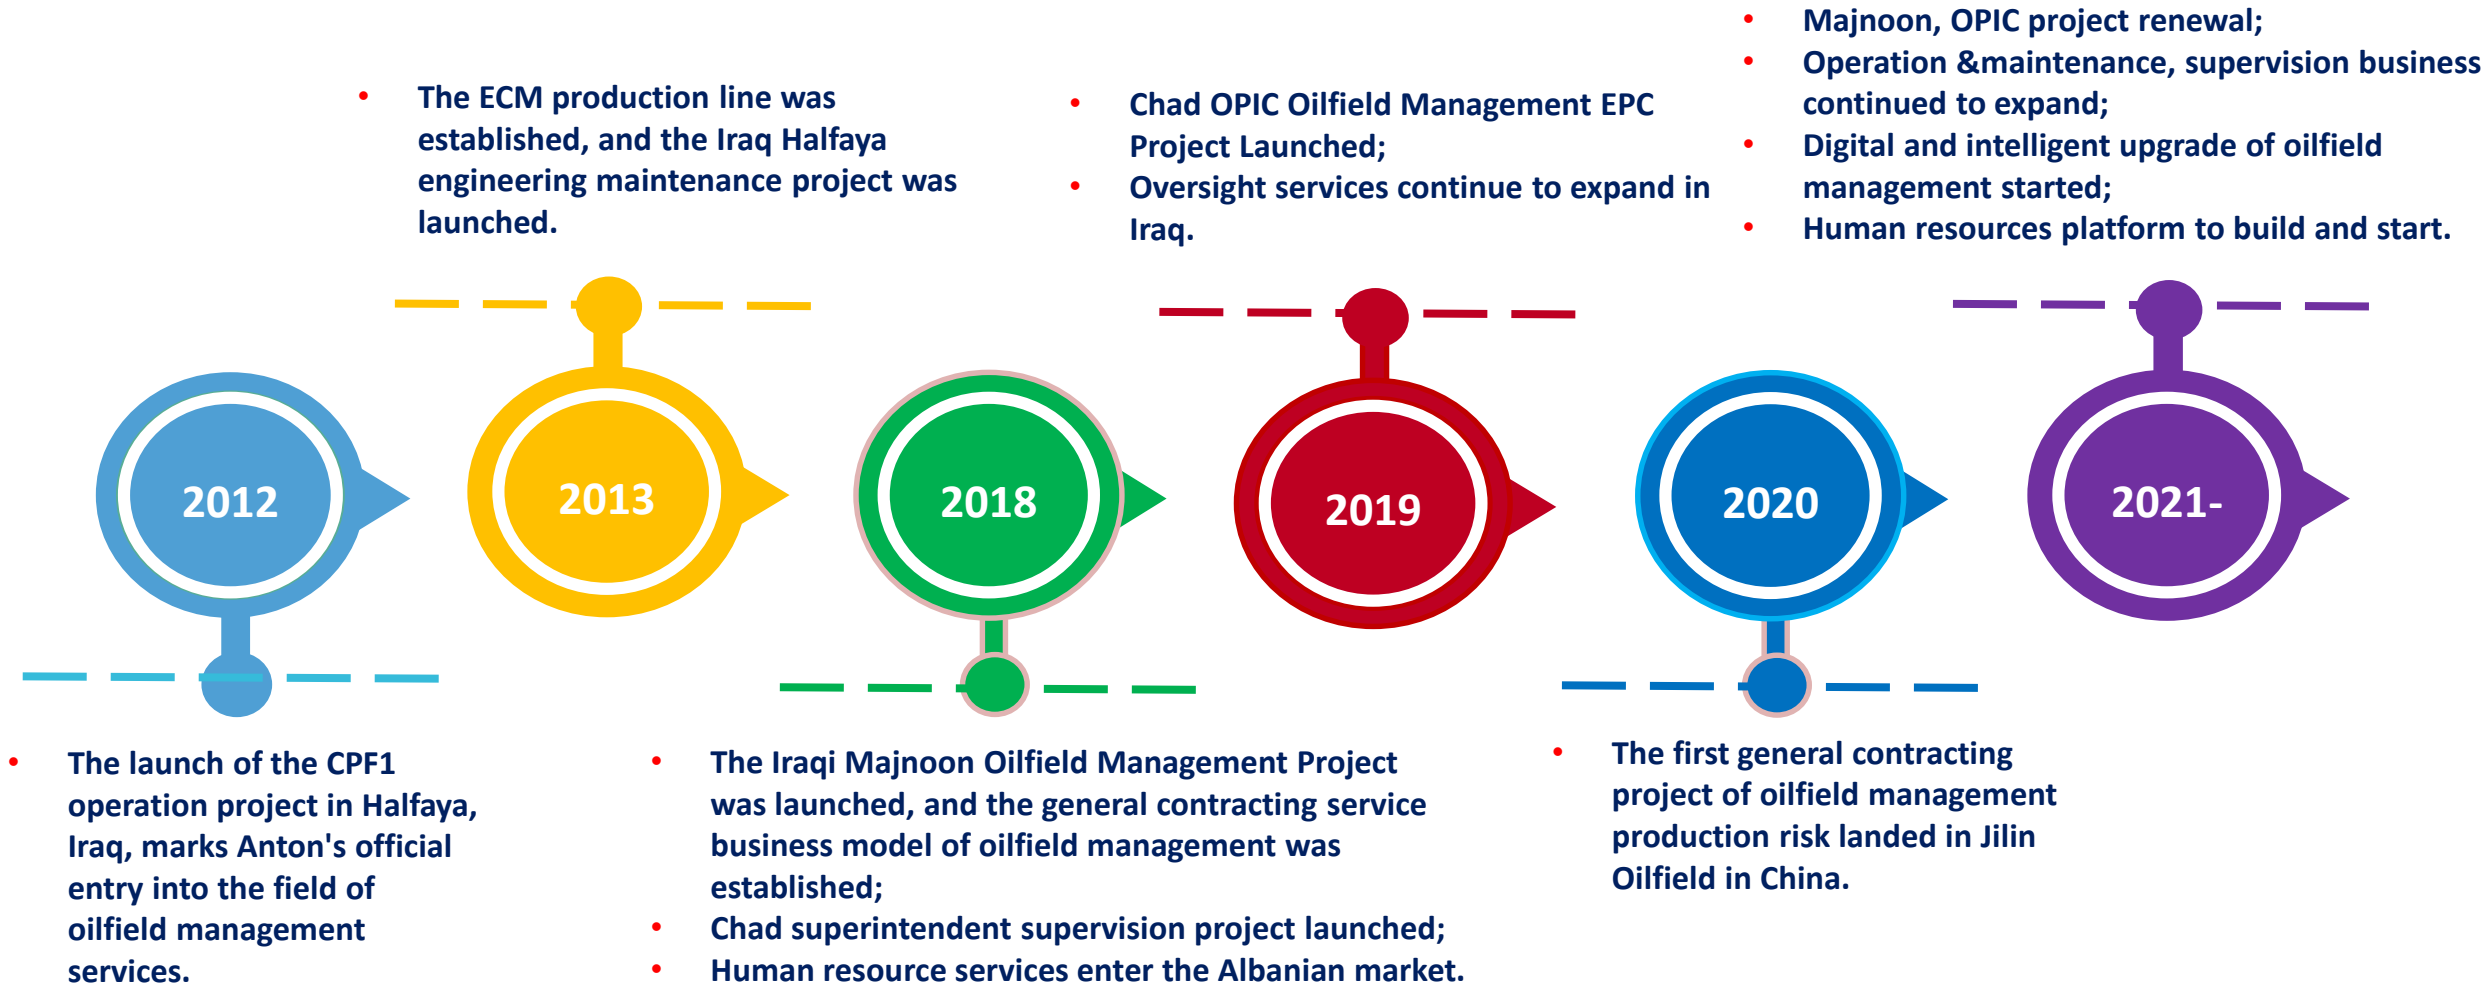 • The ECM production line was
established, and the Iraq Halfaya
engineering maintenance project was
launched.
• Chad OPIC Oilfield Management EPC
Project Launched;
• Oversight services continue to expand in
Iraq.
• Majnoon, OPIC project renewal;
• Operation &maintenance, supervision business
continued to expand;
• Digital and intelligent upgrade of oilfield
management started;
• Human resources platform to build and start.
2012
2013
2018
2019
2020
2021-
• The launch of the CPF1
operation project in Halfaya,
Iraq, marks Anton's official
entry into the field of
oilfield management
services.
• The Iraqi Majnoon Oilfield Management Project
was launched, and the general contracting service
business model of oilfield management was
established;
• Chad superintendent supervision project launched;
• Human resource services enter the Albanian market.
• The first general contracting
project of oilfield management
production risk landed in Jilin
Oilfield in China.